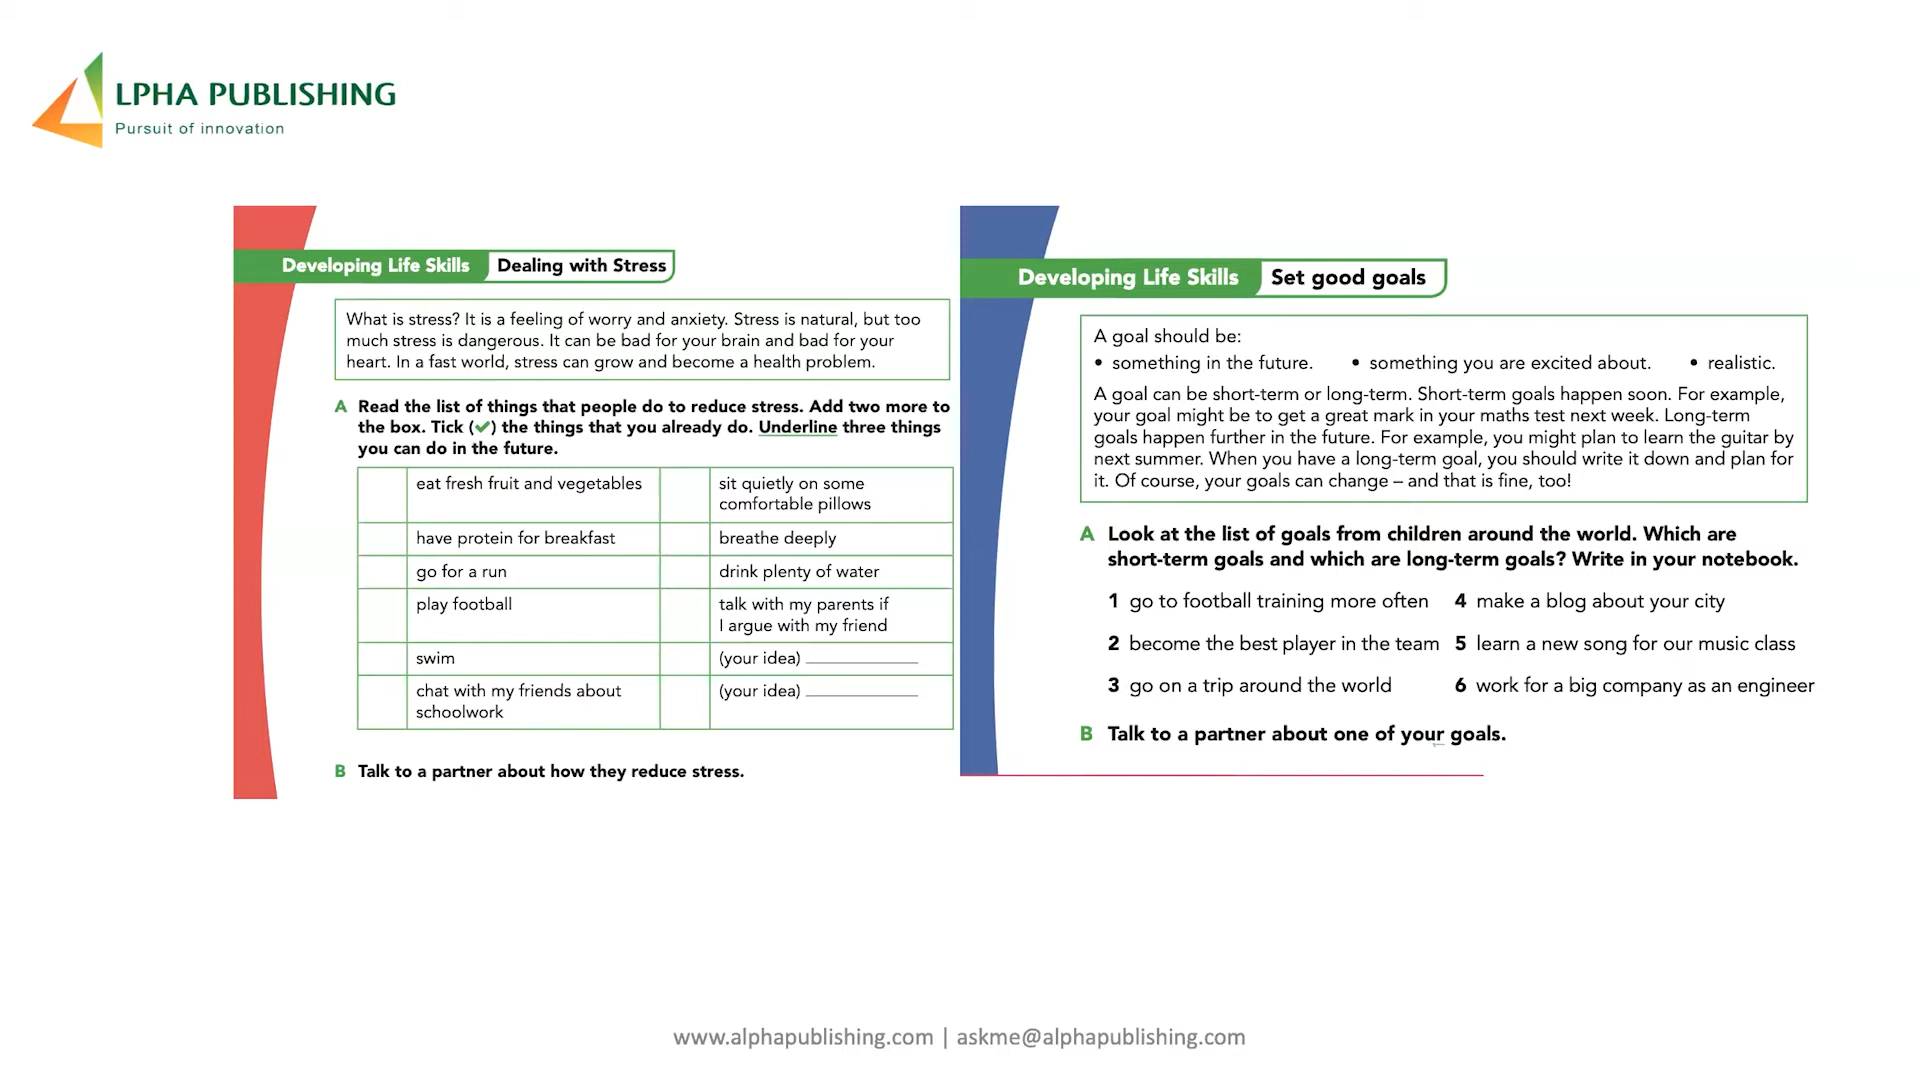 LPHA PUBLISHING
Pursuit of innovation
Developing Life Skills Dealing with Stress
What is stress? It is a feeling of worry and anxiety. Stress is natural, but too
much stress is dangerous. It can be bad for your brain and bad for your
heart. In a fast world, stress can grow and become a health problem.
A Read the list of things that people do to reduce stress. Add two more to
the box. Tick (✔) the things that you already do. Underline three things
you can do in the future.
eat fresh fruit and vegetables
sit quietly on some
comfortable pillows
have protein for breakfast
breathe deeply
go for a run
drink plenty of water
play football
talk with my parents if
I argue with my friend
swim
(your idea) ____________
chat with my friends about
schoolwork
(your idea) ____________
B Talk to a partner about how they reduce stress.
Developing Life Skills Set good goals
A goal should be:
• something in the future. • something you are excited about. • realistic.
A goal can be short-term or long-term. Short-term goals happen soon. For example,
your goal might be to get a great mark in your maths test next week. Long-term
goals happen further in the future. For example, you might plan to learn the guitar by
next summer. When you have a long-term goal, you should write it down and plan for
it. Of course, your goals can change – and that is fine, too!
A Look at the list of goals from children around the world. Which are
short-term goals and which are long-term goals? Write in your notebook.
1 go to football training more often
4 make a blog about your city
2 become the best player in the team
5 learn a new song for our music class
3 go on a trip around the world
6 work for a big company as an engineer
B Talk to a partner about one of your goals.
www.alphapublishing.com | askme@alphapublishing.com